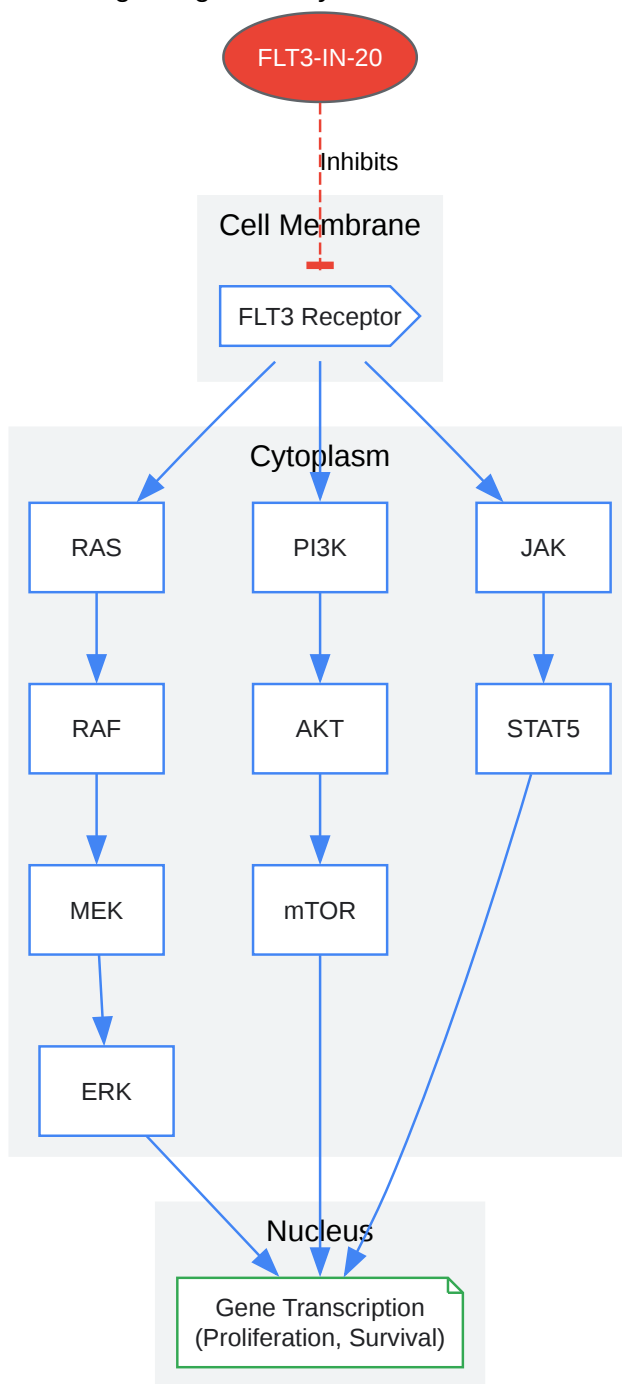 FLT3-IN-20
Inhibits
Cell Membrane
FLT3 Receptor
Cytoplasm
RAS
PI3K
JAK
RAF
AKT
STAT5
MEK
mTOR
ERK
Nucleus
Gene Transcription
(Proliferation, Survival)